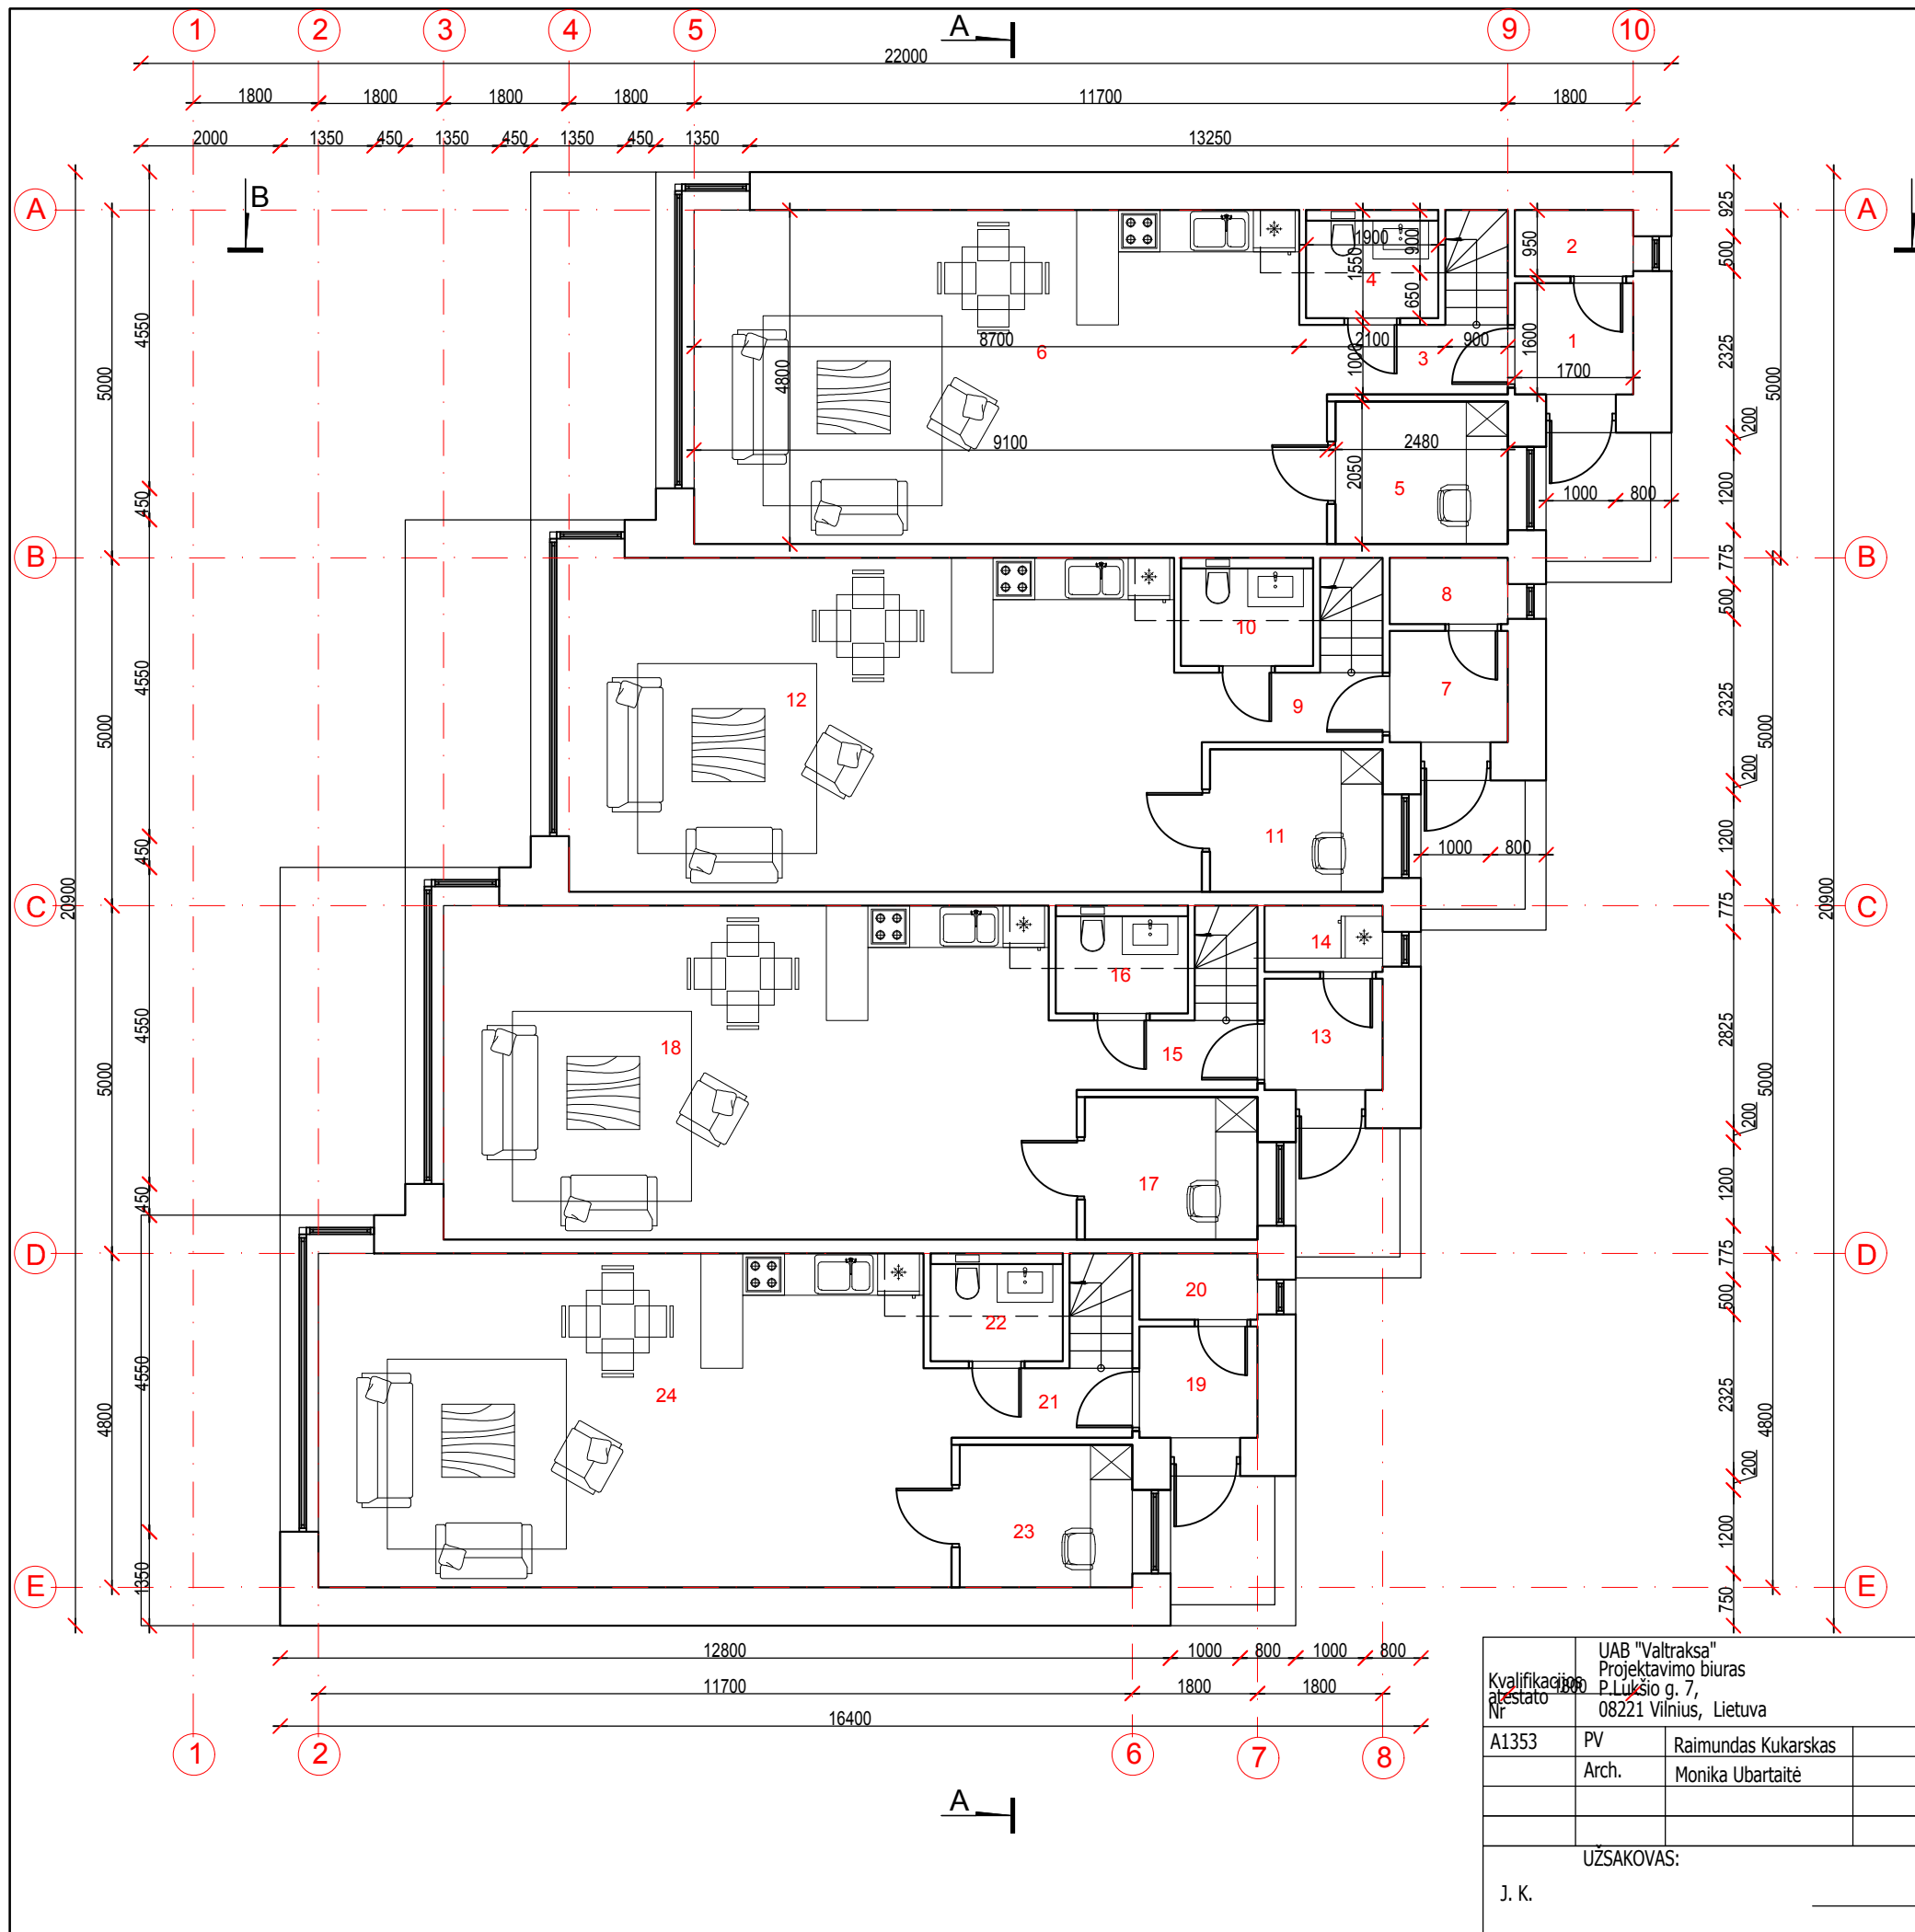 1 2 3 4 5 A 9 10
22000
1800 1800 1800 1800 11700 1800
2000 1350 450 1350 450 1350 450 1350 13250
B
A A
B B
C C
D D
E E
4550
450
4550
450
4550
450
4550
1350
5000
5000
5000
4800
20900
925
500
2325
200
1200
775
500
2325
200
1200
775
2825
200
1200
775
500
2325
200
1200
750
5000
5000
5000
4800
20900
1900 900 950 2
1550
4 650
8700 6 2100 900 1600 1
1000 3
4800 1700
9100 2480
2050 5
1000 800
8
10
12 7
9
11
1000 800
14
16
13
18 15
17
20
22
24 19
21
23
12800 1000 800 1000 800
11700 1800 1800
16400
1 2 6 7 8
A
UAB "Valtraksa"
Projektavimo biuras
Kvalifikacijos P.Lukšio g. 7,
atestato 1800
Nr 08221 Vilnius, Lietuva
A1353 PV Raimundas Kukarskas
Arch. Monika Ubartaitė
UŽSAKOVAS:
J. K.